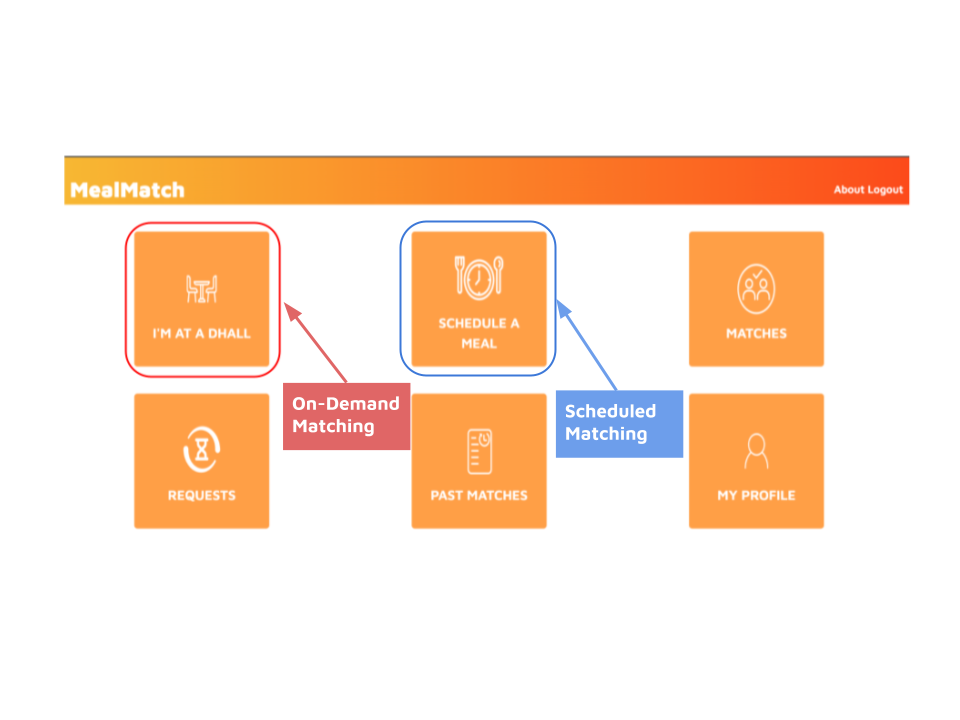 MealMatch
About Logout
I'M AT A DHALL
SCHEDULE A
MEAL
MATCHES
On-Demand
Matching
Scheduled
Matching
REQUESTS
PAST MATCHES
MY PROFILE